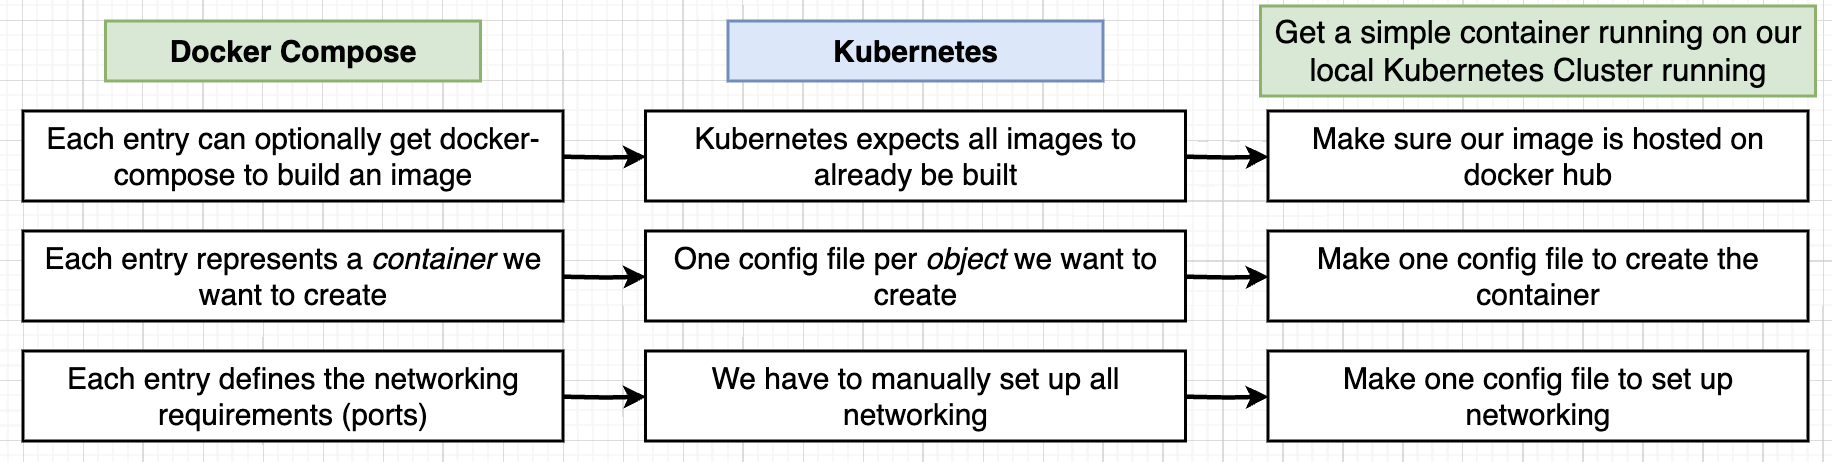 Docker Compose
Kubernetes
Get a simple container running on our
local Kubernetes Cluster running
Each entry can optionally get docker-
compose to build an image
Kubernetes expects all images to
already be built
Make sure our image is hosted on
docker hub
Each entry represents a container we
want to create
One config file per object we want to
create
Make one config file to create the
container
Each entry defines the networking
requirements (ports)
We have to manually set up all
networking
Make one config file to set up
networking